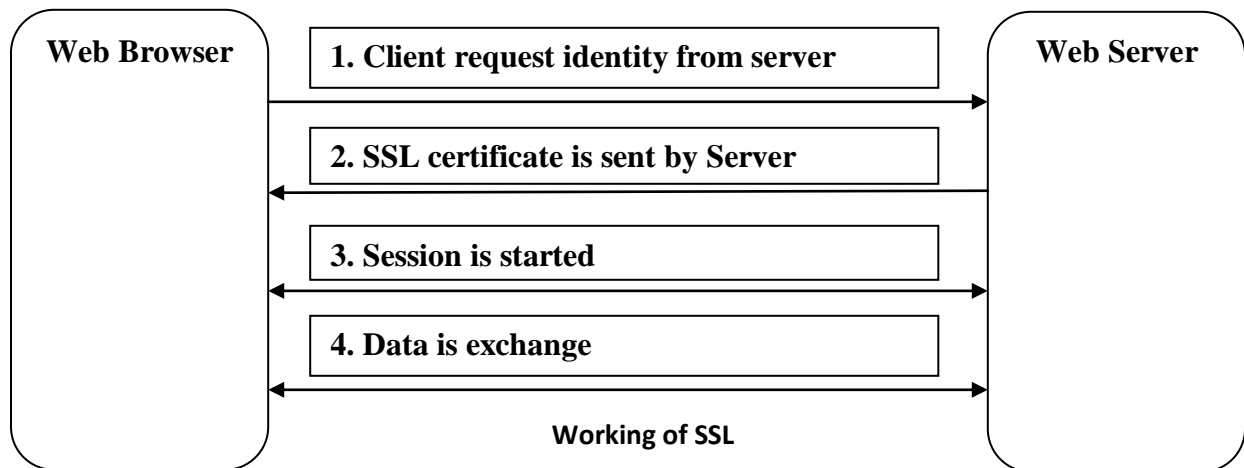 Web Browser
Web Server
1. Client request identity from server
2. SSL certificate is sent by Server
3. Session is started
4. Data is exchange
Working of SSL